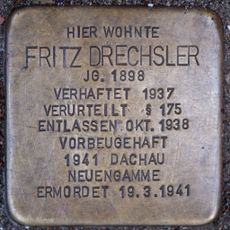 HIER WOHNTE
FRITZ DRECHSLER
JG. 1898
VERHAFTET 1937
VERURTEILT § 175
ENTLASSEN OKT. 1938
VORBEUGEHAFT
1941 DACHAU
NEUENGAMME
ERMORDET 19.3.1941